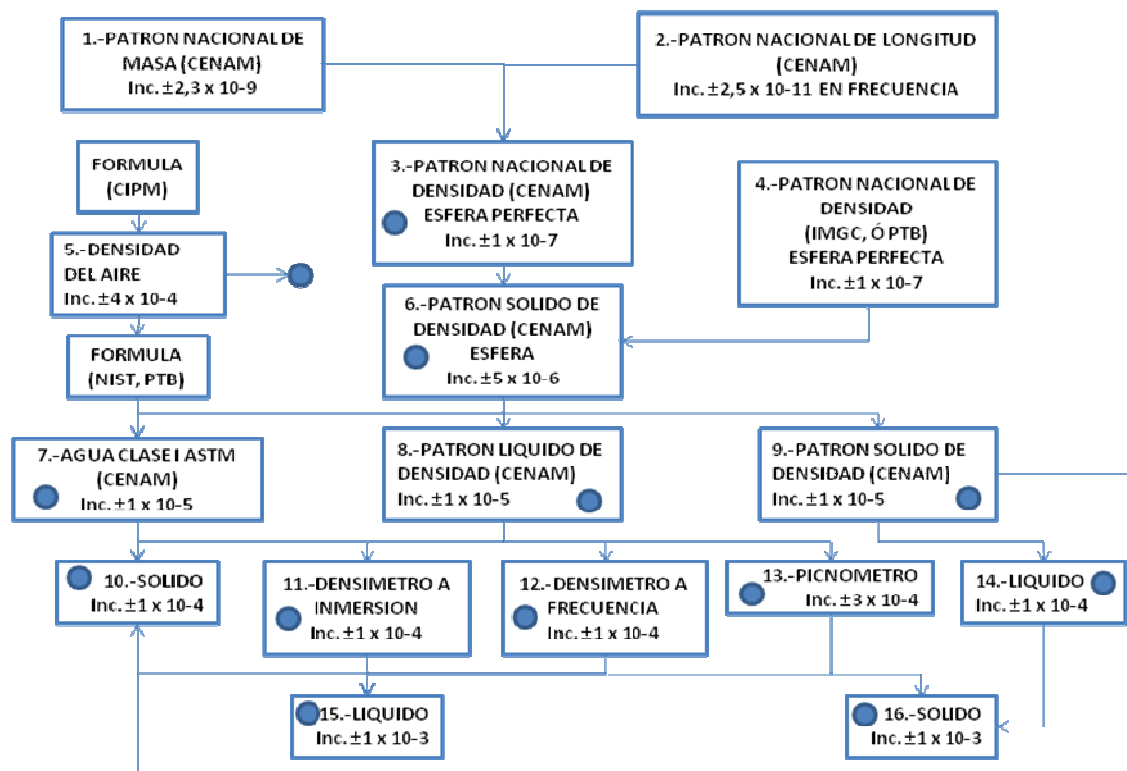 1.-PATRON NACIONAL DE
MASA (CENAM)
Inc. ±2,3 x 10-9
2.-PATRON NACIONAL DE LONGITUD
(CENAM)
Inc. ±2,5 x 10-11 EN FRECUENCIA
FORMULA
(CIPM)
3.-PATRON NACIONAL DE
DENSIDAD (CENAM)
ESFERA PERFECTA
Inc. ±1 x 10-7
4.-PATRON NACIONAL DE
DENSIDAD
(IMGC, Ó PTB)
ESFERA PERFECTA
Inc. ±1 x 10-7
5.-DENSIDAD
DEL AIRE
Inc. ±4 x 10-4
6.-PATRON SOLIDO DE
DENSIDAD (CENAM)
ESFERA
Inc. ±5 x 10-6
FORMULA
(NIST, PTB)
7.-AGUA CLASE I ASTM
(CENAM)
Inc. ±1 x 10-5
8.-PATRON LIQUIDO DE
DENSIDAD (CENAM)
Inc. ±1 x 10-5
9.-PATRON SOLIDO DE
DENSIDAD (CENAM)
Inc. ±1 x 10-5
10.-SOLIDO
Inc. ±1 x 10-4
11.-DENSIMETRO A
INMERSION
Inc. ±1 x 10-4
12.-DENSIMETRO A
FRECUENCIA
Inc. ±1 x 10-4
13.-PICNOMETRO
Inc. ±3 x 10-4
14.-LIQUIDO
Inc. ±1 x 10-4
15.-LIQUIDO
Inc. ±1 x 10-3
16.-SOLIDO
Inc. ±1 x 10-3